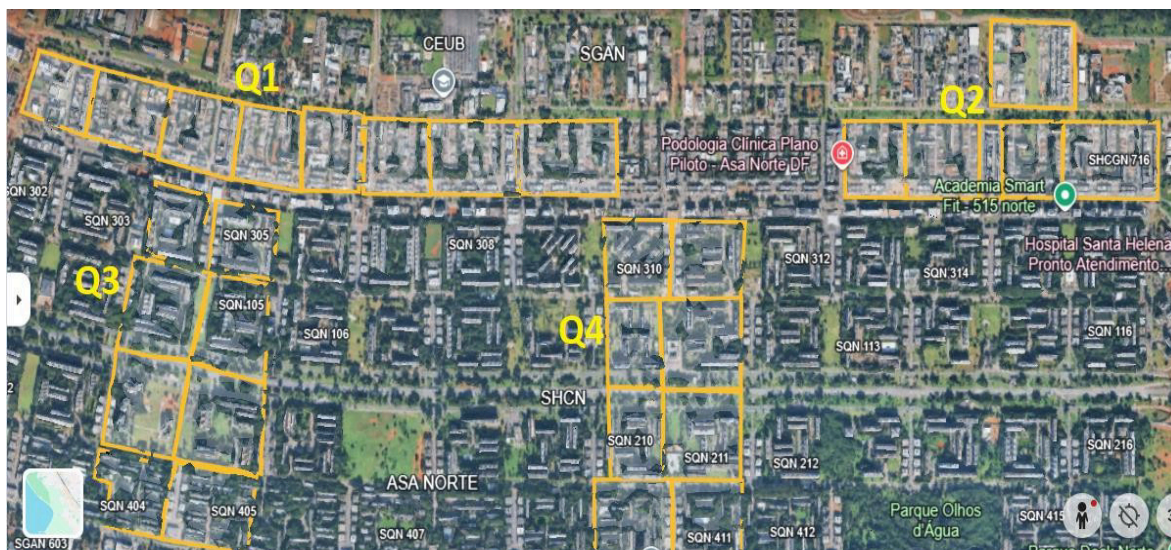 CEUB
SGAN
Q1
Q2
Podologia Clínica Plano
Piloto - Asa Norte DF
SHCGN 716
SQN 302
Academia Smart
Fit - 515 norte
SQN 303
SQN 305
SQN 308
SQN 310
SQN 312
SQN 314
Hospital Santa Helena
Pronto Atendimento
Q3
SQN 105
SQN 106
Q4
SQN 113
SQN 116
SHCN
SQN 210
SQN 211
SQN 212
SQN 216
ASA NORTE
SQN 404
SQN 405
SQN 407
SQN 411
SQN 412
Parque Olhos
d'Água
SQN 415
SGAN 603